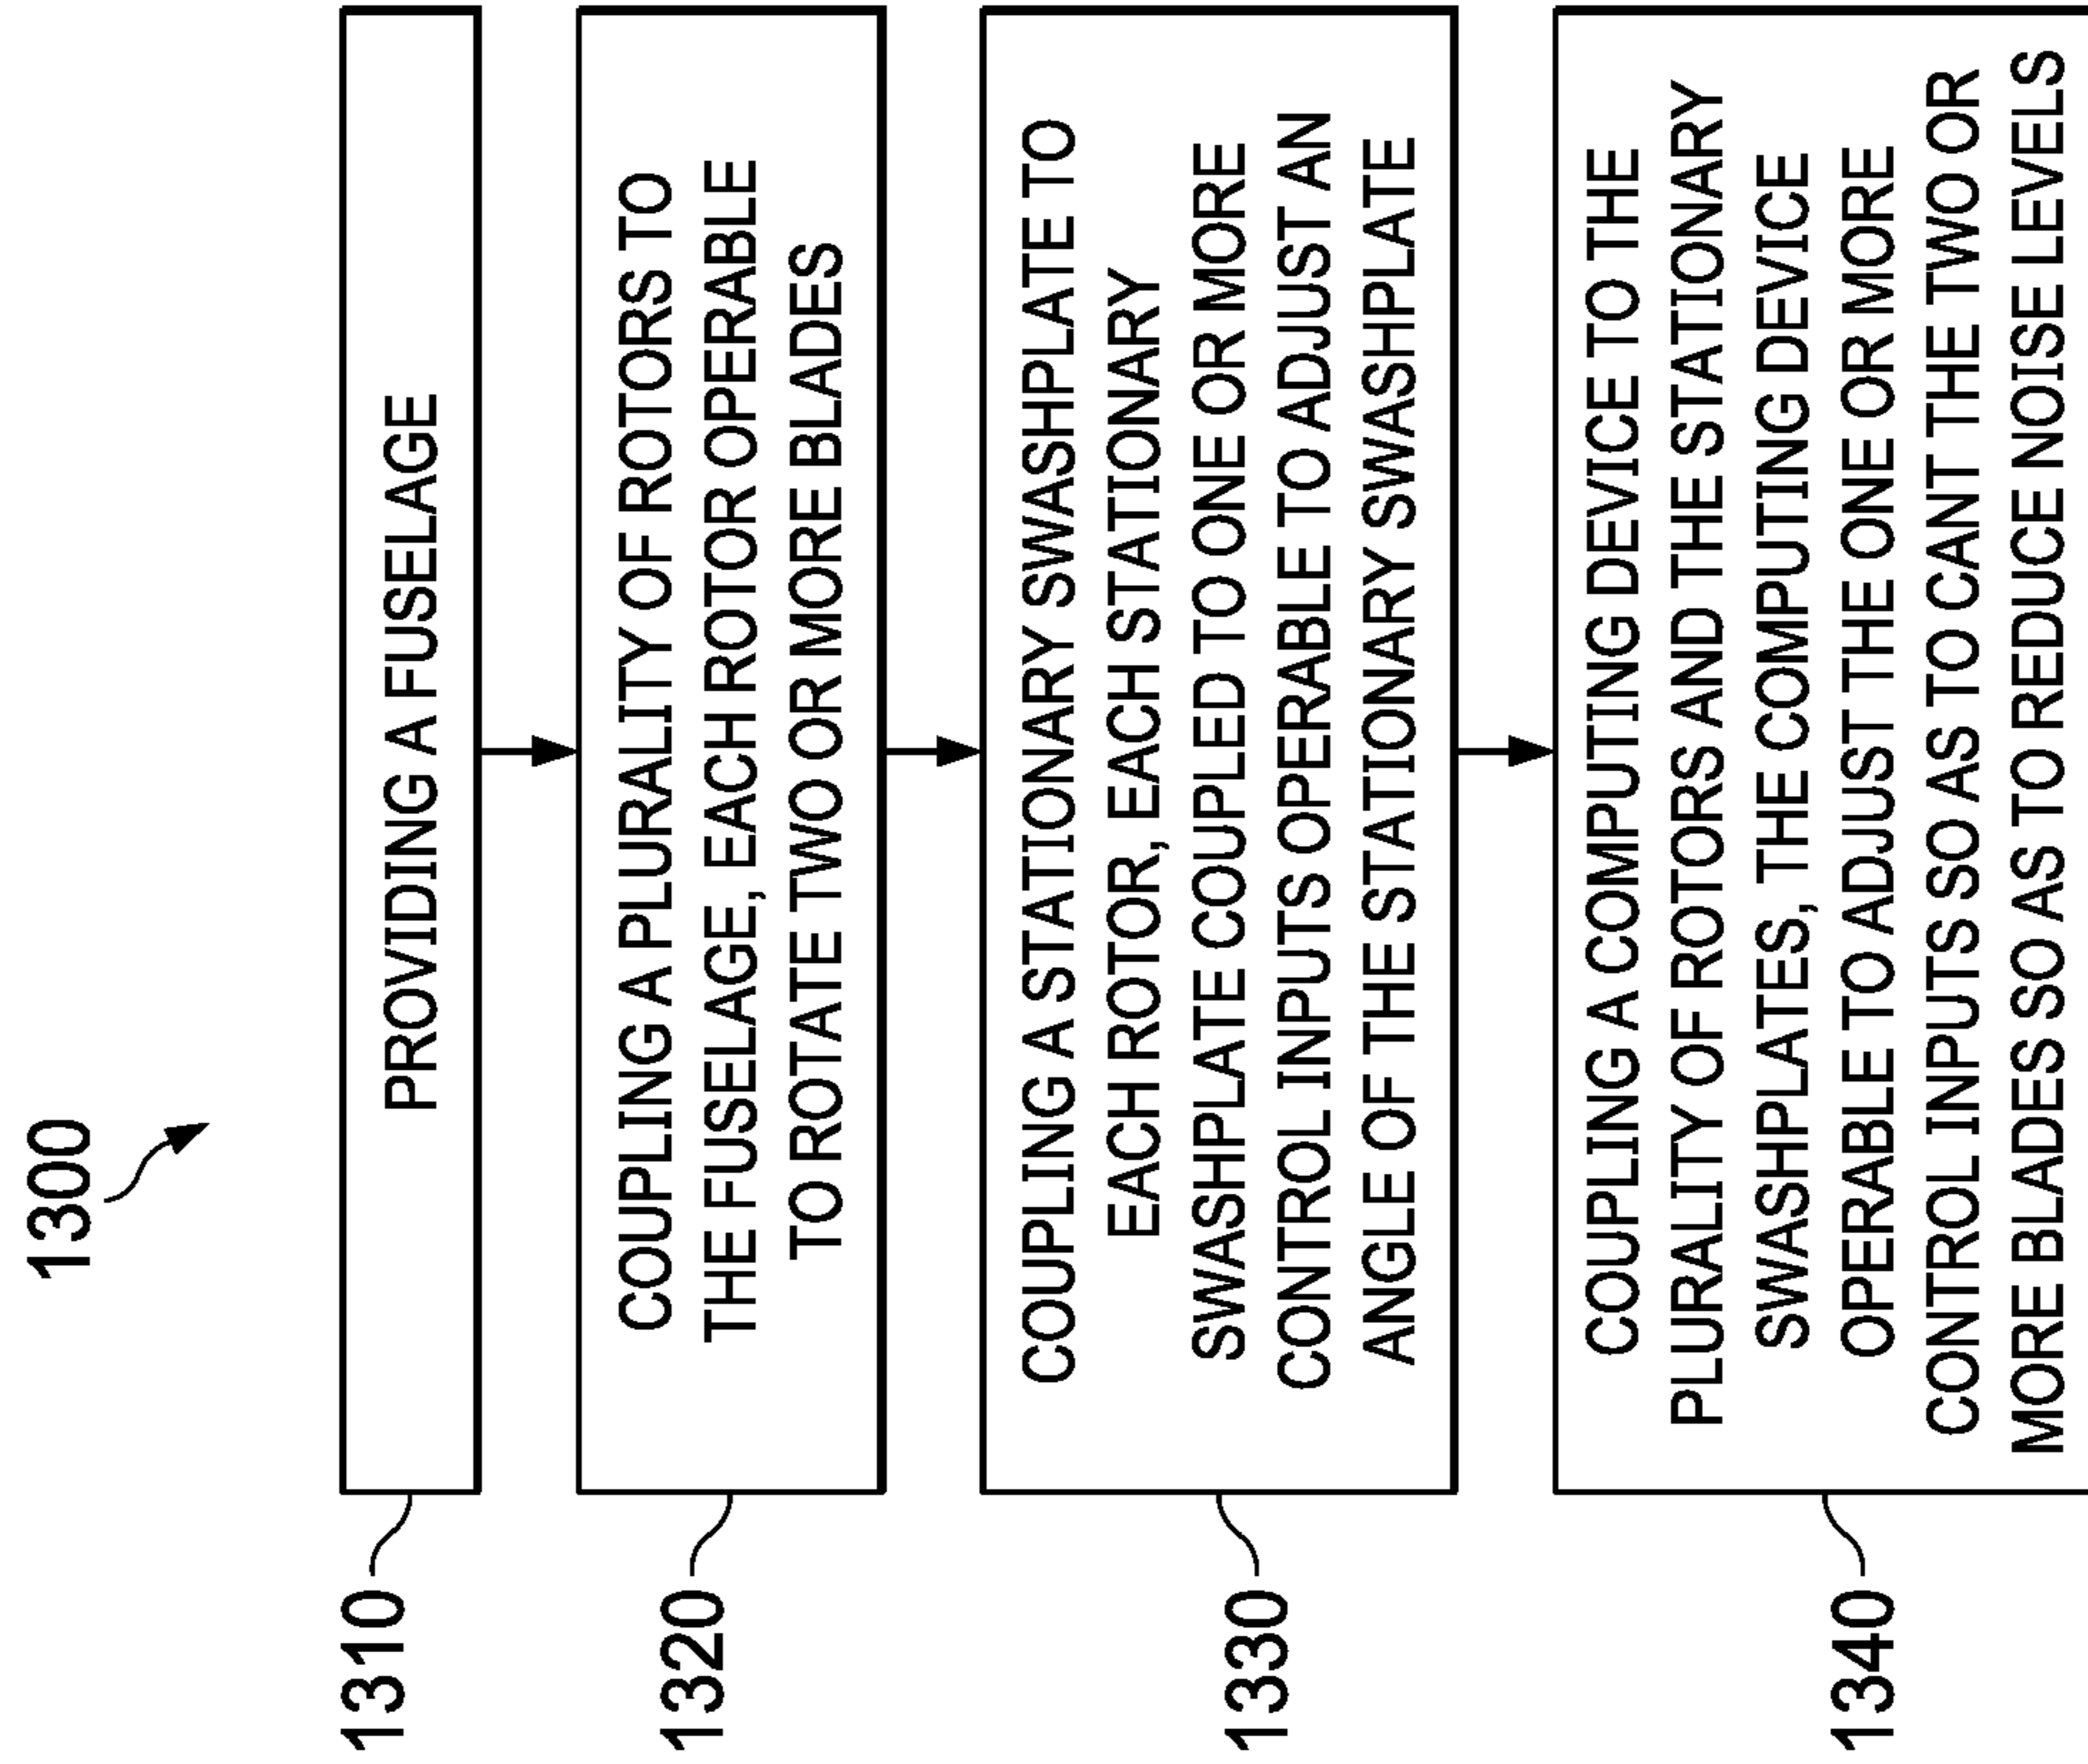 1300
1310
PROVIDING A FUSELAGE
1320
COUPLING A PLURALITY OF ROTORS TO
THE FUSELAGE, EACH ROTOR OPERABLE
TO ROTATE TWO OR MORE BLADES
1330
COUPLING A STATIONARY SWASHPLATE TO
EACH ROTOR, EACH STATIONARY
SWASHPLATE COUPLED TO ONE OR MORE
CONTROL INPUTS OPERABLE TO ADJUST AN
ANGLE OF THE STATIONARY SWASHPLATE
1340
COUPLING A COMPUTING DEVICE TO THE
PLURALITY OF ROTORS AND THE STATIONARY
SWASHPLATES, THE COMPUTING DEVICE
OPERABLE TO ADJUST THE ONE OR MORE
CONTROL INPUTS SO AS TO CANT THE TWO OR
MORE BLADES SO AS TO REDUCE NOISE LEVELS